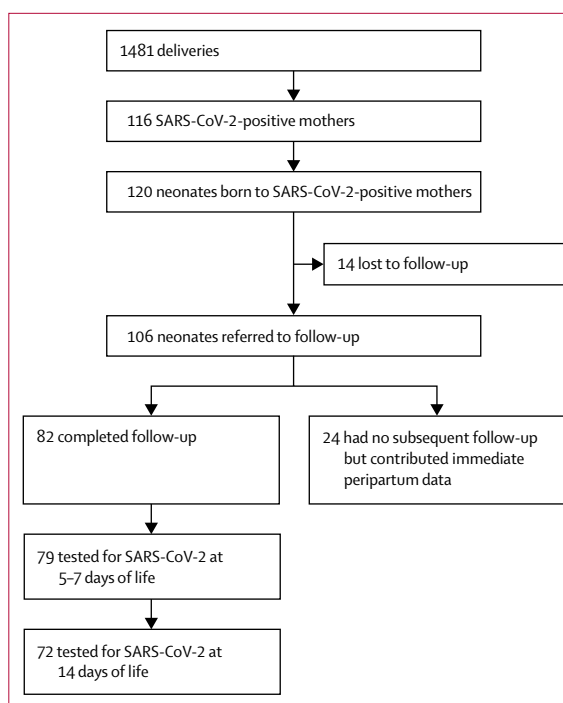 1481 deliveries
116 SARS-CoV-2-positive mothers
120 neonates born to SARS-CoV-2-positive mothers
14 lost to follow-up
106 neonates referred to follow-up
82 completed follow-up
24 had no subsequent follow-up
but contributed immediate
peripartum data
79 tested for SARS-CoV-2 at
5–7 days of life
72 tested for SARS-CoV-2 at
14 days of life